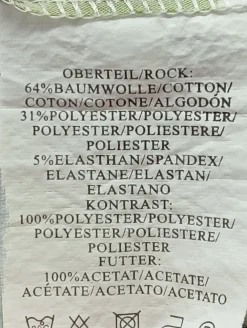 OBERTEIL/ROCK:
64%BAUMWOLLE/COTTON/
COTON/COTONE/ALGODÓN
31%POLYESTER/POLYESTER/
POLYESTER/POLIESTERE/
POLIESTER
5%ELASTHAN/SPANDEX/
ELASTANE/ELASTAN/
ELASTANO
KONTRAST:
100%POLYESTER/POLYESTER/
POLYESTER/POLIESTERE/
POLIESTER
FUTTER:
100%ACETAT/ACETATE/
ACÉTATE/ACETATO/ACETATO